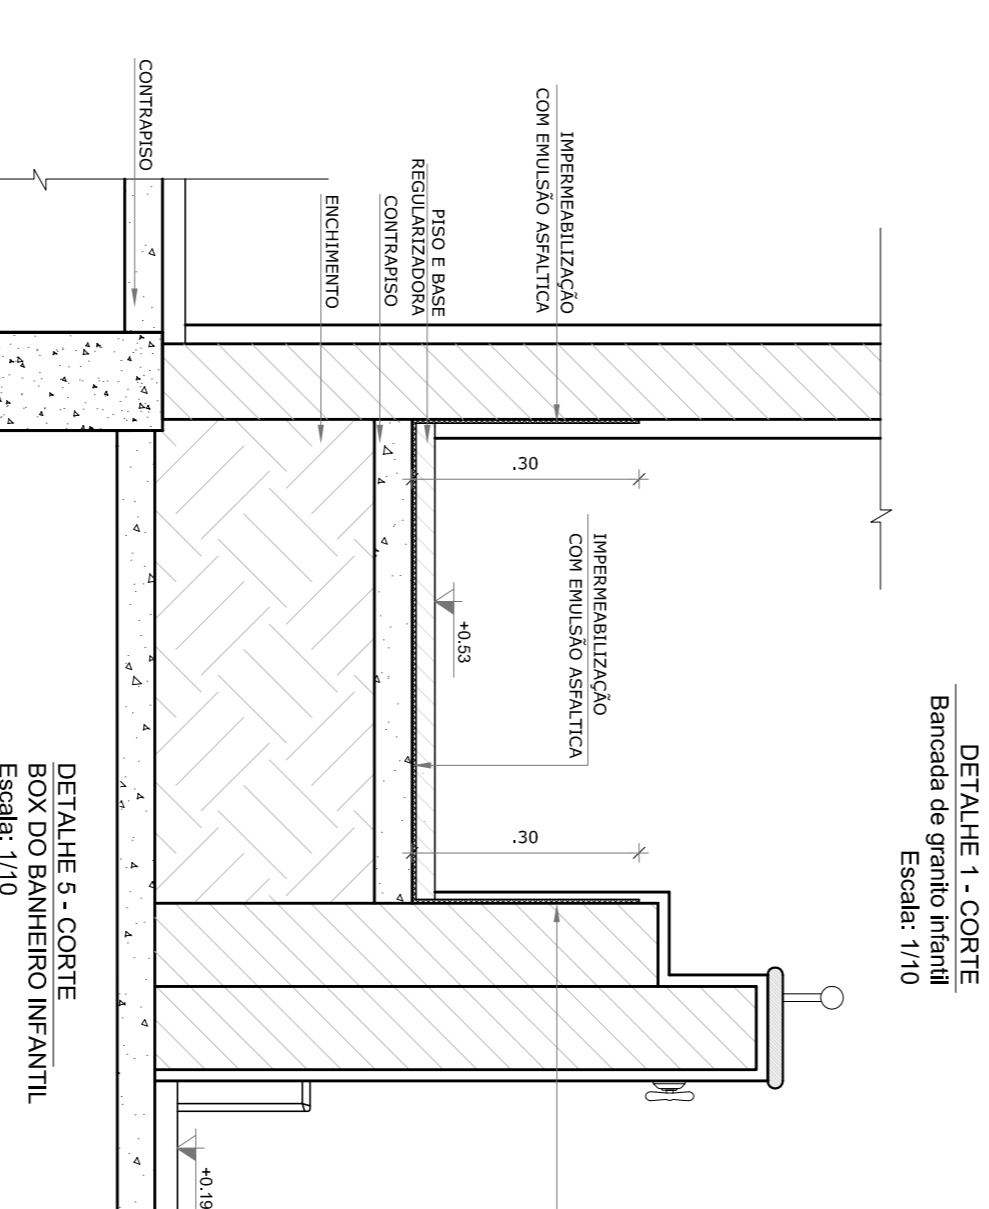 DETALHE 1 - CORTE
Bancada de granito infantil
Escala: 1/10
IMPERMEABILIZAÇÃO
COM EMULSÃO ASFALTICA
PISO E BASE
REGULARIZADORA
CONTRAPISO
ENCHIMENTO
CONTRAPISO
.30
IMPERMEABILIZAÇÃO
COM EMULSÃO ASFALTICA
+0.53
.30
+0.19
DETALHE 5 - CORTE
BOX DO BANHEIRO INFANTIL
Escala: 1/10